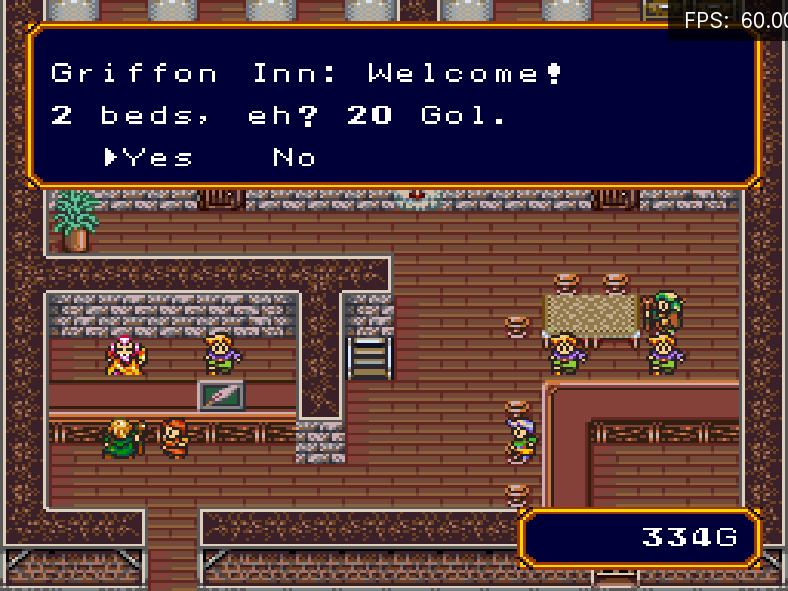 FPS: 60.00
Griffon Inn: Welcome!
2 beds, eh? 20 Gol.
Yes No
334G